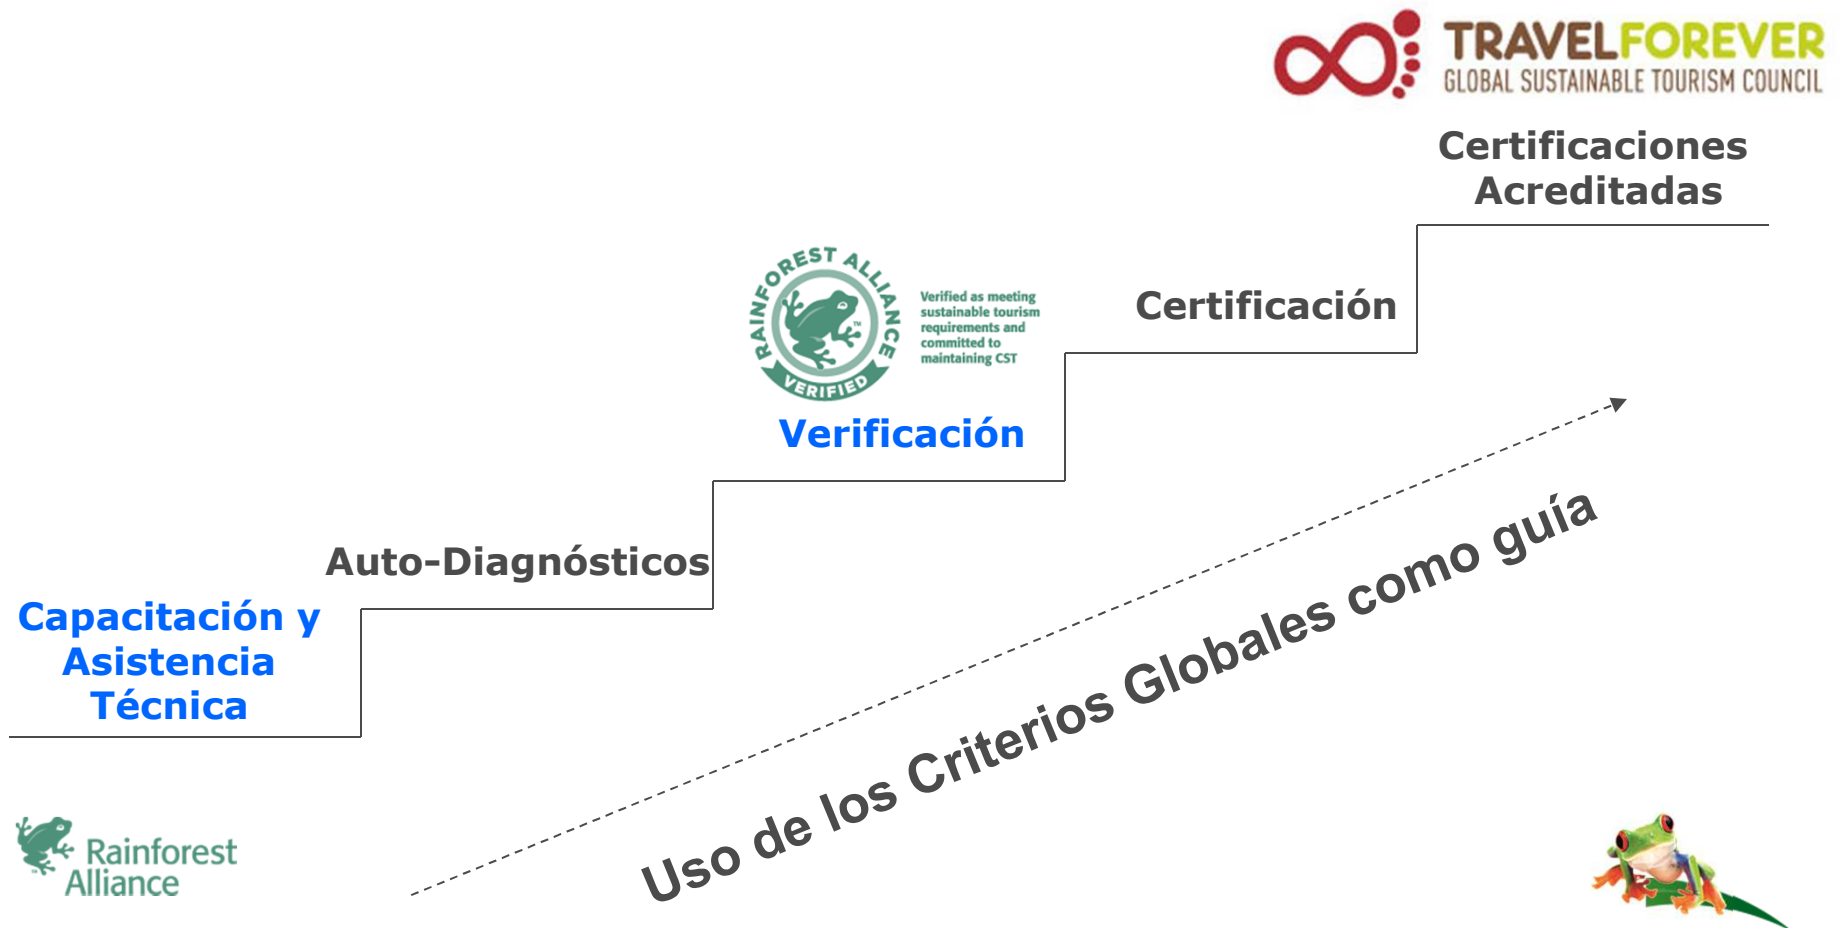 TRAVELFOREVER
GLOBAL SUSTAINABLE TOURISM COUNCIL
Certificaciones
Acreditadas
RAINFOREST ALLIANCE
VERIFIED
TM
Verified as meeting
sustainable tourism
requirements and
committed to
maintaining CST
Certificación
Verificación
Auto-Diagnósticos
Capacitación y
Asistencia
Técnica
Uso de los Criterios Globales como guía
Rainforest
Alliance